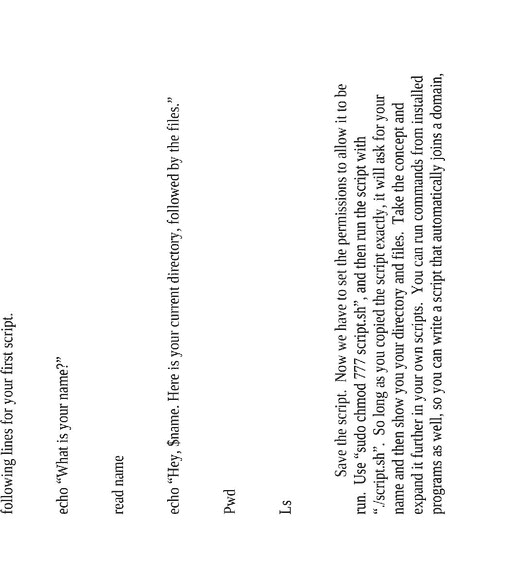 following lines for your first script.
echo “What is your name?”
read name
echo “Hey, $name. Here is your current directory, followed by the files.”
Pwd
Ls
Save the script.  Now we have to set the permissions to allow it to be
run.  Use “sudo chmod 777 script.sh”, and then run the script with
“./script.sh”.  So long as you copied the script exactly, it will ask for your
name and then show you your directory and files.  Take the concept and
expand it further in your own scripts.  You can run commands from installed
programs as well, so you can write a script that automatically joins a domain,